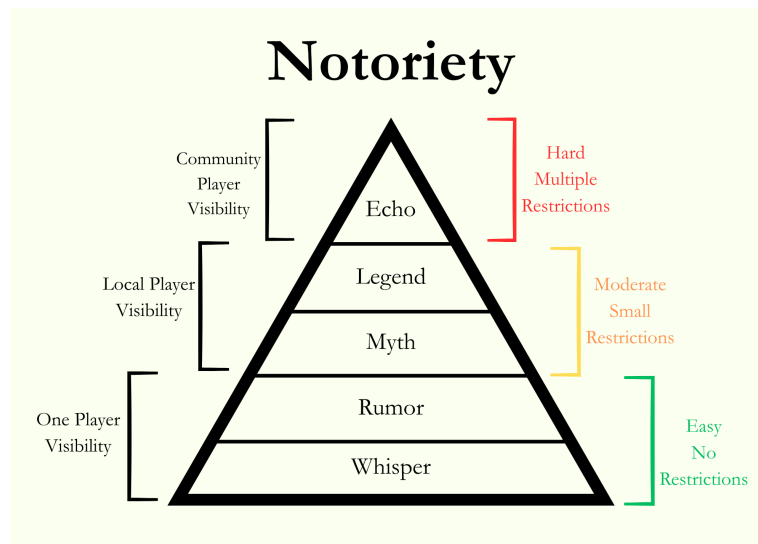 Notoriety
Community
Player
Visibility
Hard
Multiple
Restrictions
Echo
Local Player
Visibility
Legend
Myth
Moderate
Small
Restrictions
One Player
Visibility
Rumor
Whisper
Easy
No
Restrictions